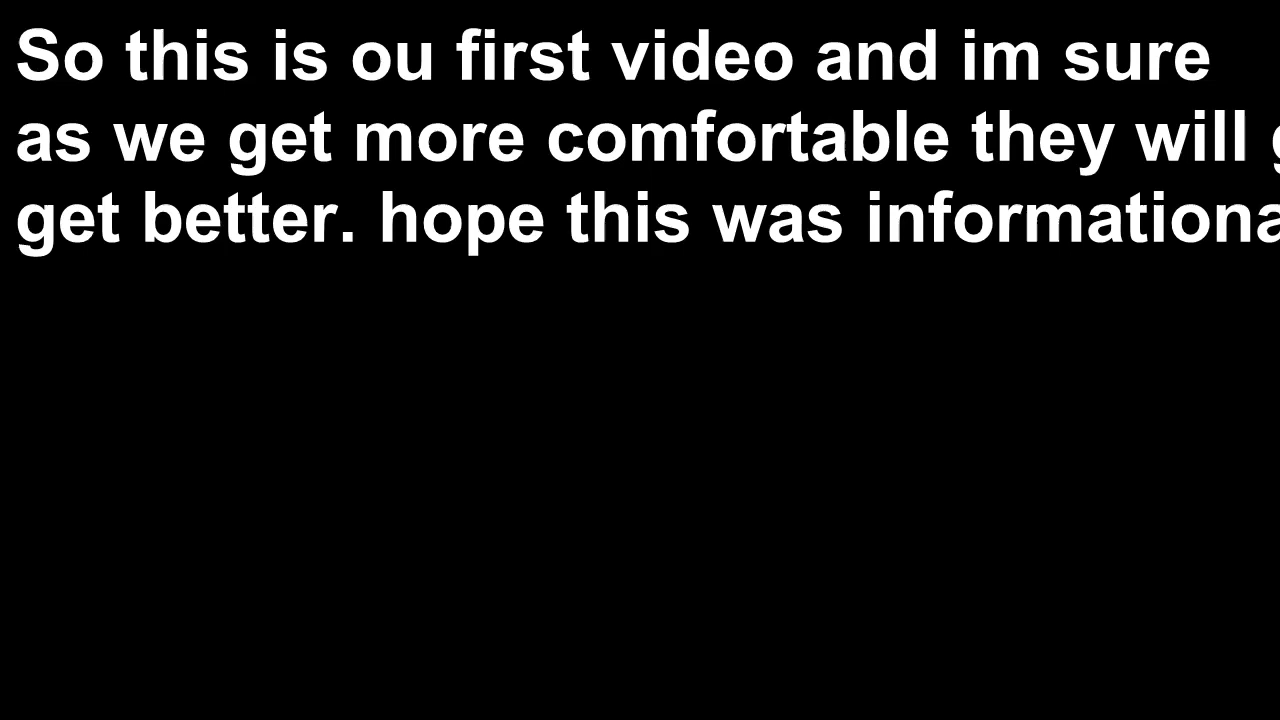 So this is ou first video and im sure
as we get more comfortable they will
get better. hope this was informationa